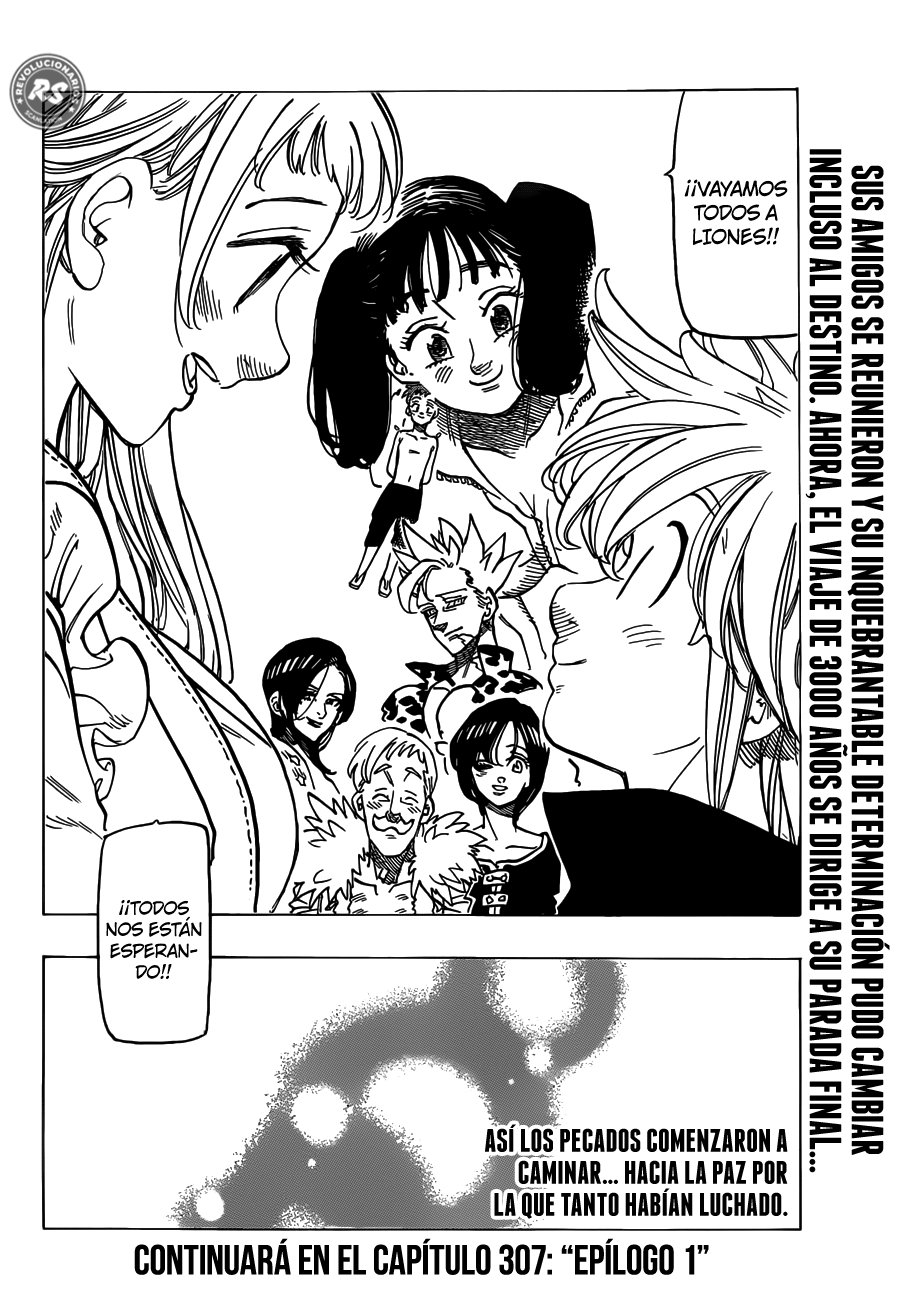 REVOLUCIONARIOS
RS
¡¡VAYAMOS
TODOS A
LIONES!!
SUS AMIGOS SE REUNIERON Y SU INQUEBRANTABLE DETERMINACIÓN PUDO CAMBIAR
INCLUSO AL DESTINO. AHORA, EL VIAJE DE 3000 AÑOS SE DIRIGE A SU PARADA FINAL...
¡¡TODOS
NOS ESTÁN
ESPERAN-
DO!!
ASÍ LOS PECADOS COMENZARON A
CAMINAR... HACIA LA PAZ POR
LA QUE TANTO HABÍAN LUCHADO.
CONTINUARÁ EN EL CAPÍTULO 307: “EPÍLOGO 1”